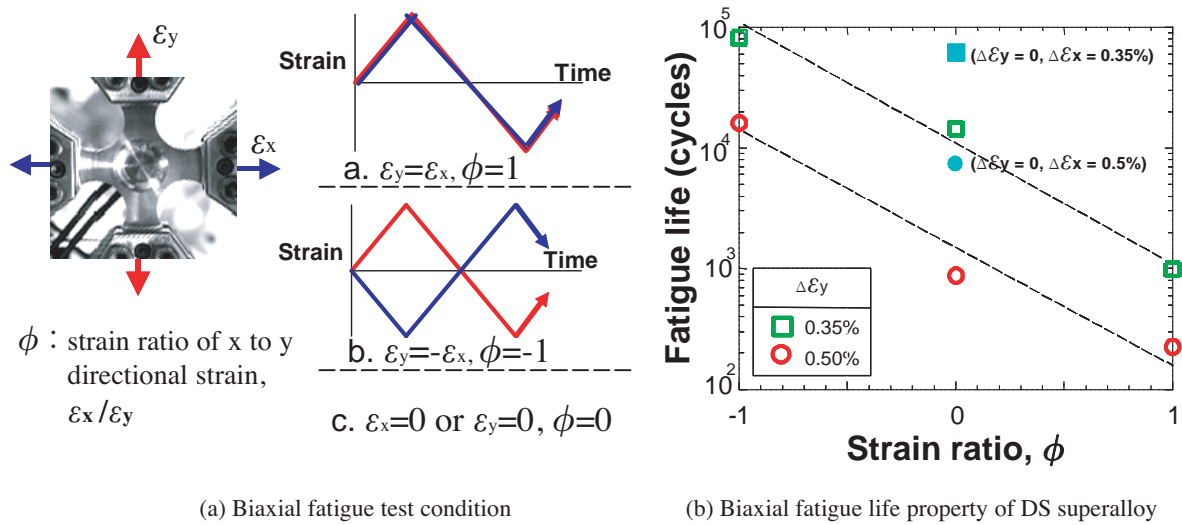 εy
εx
ϕ : strain ratio of x to y
directional strain,
εx/εy
Strain
Time
a. εy=εx, ϕ=1
Strain
Time
b. εy=-εx, ϕ=-1
c. εx=0 or εy=0, ϕ=0
(a) Biaxial fatigue test condition
Fatigue life (cycles)
10^5
10^4
10^3
10^2
(Δεy = 0, Δεx = 0.35%)
(Δεy = 0, Δεx = 0.5%)
Δεy
0.35%
0.50%
-1
0
1
Strain ratio, ϕ
(b) Biaxial fatigue life property of DS superalloy